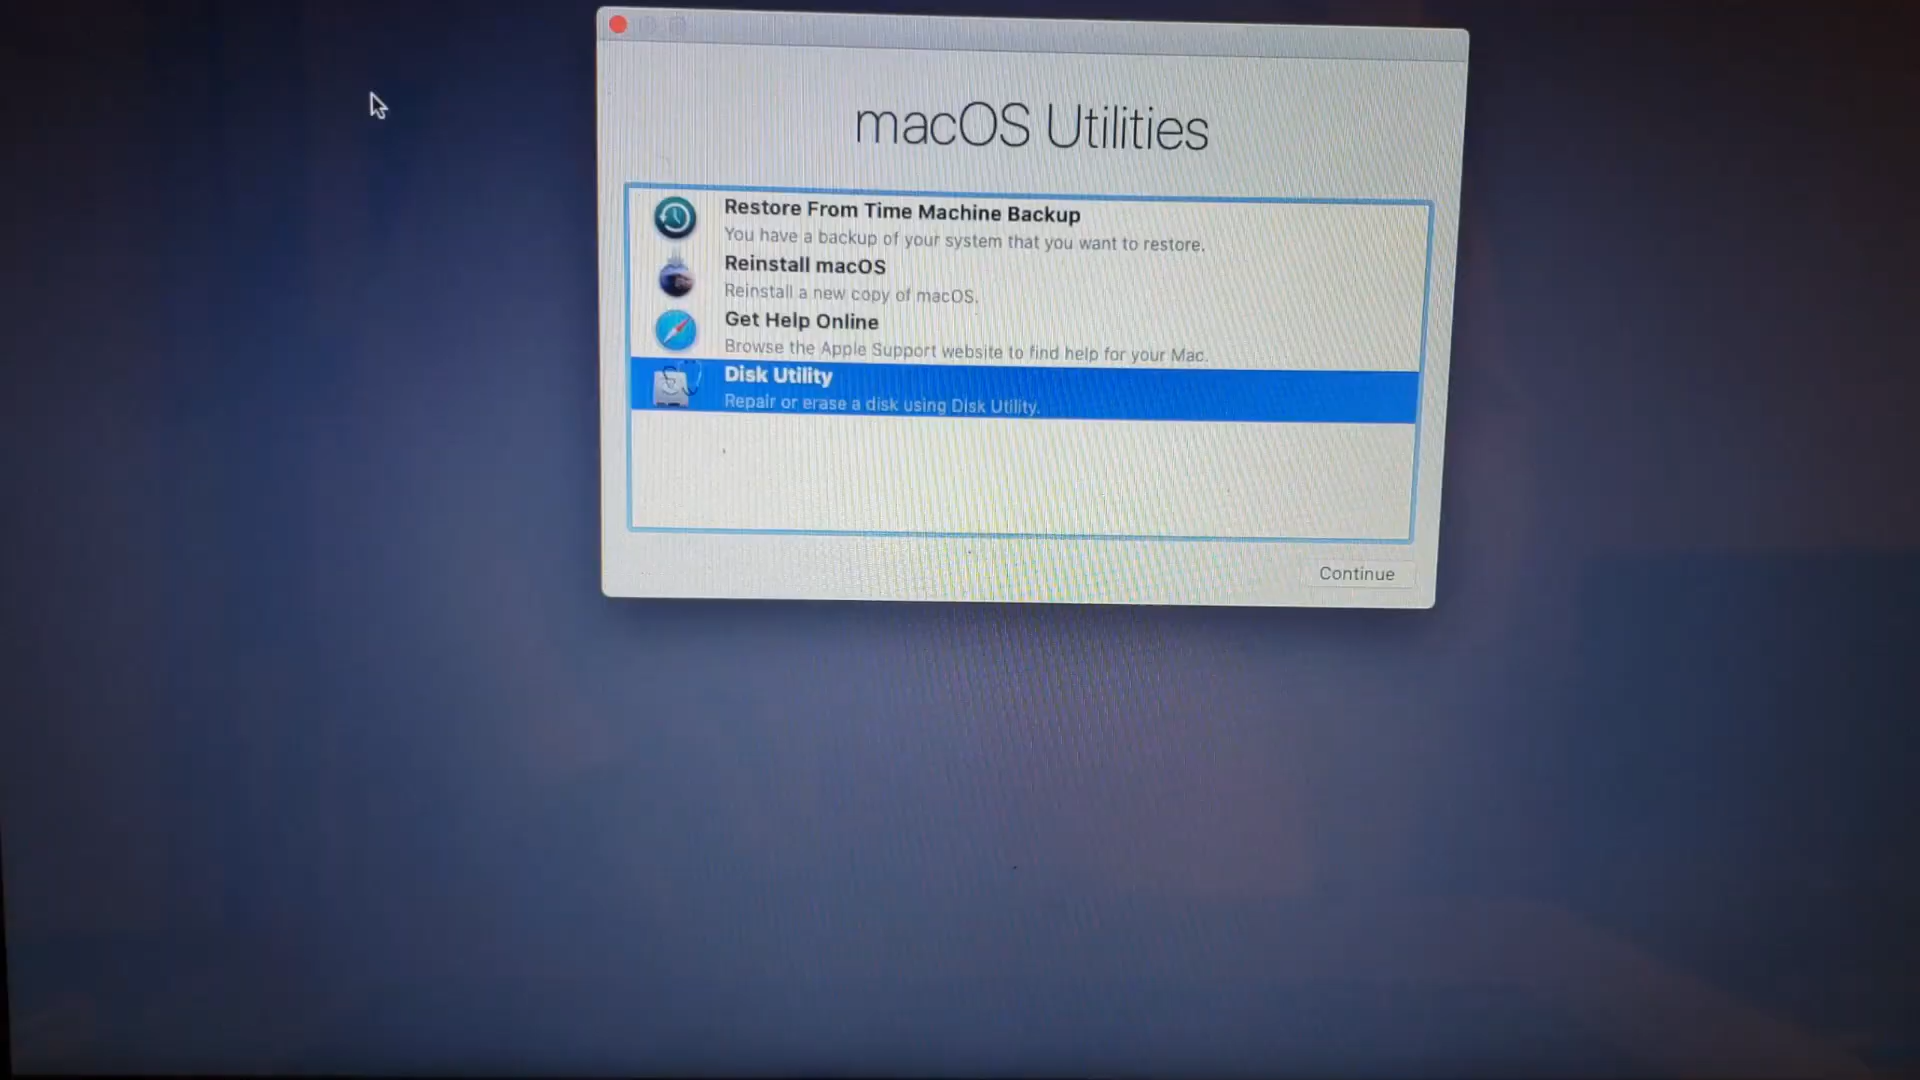 macOS Utilities
Restore From Time Machine Backup
You have a backup of your system that you want to restore.
Reinstall macOS
Reinstall a new copy of macOS.
Get Help Online
Browse the Apple Support website to find help for your Mac.
Disk Utility
Repair or erase a disk using Disk Utility.
Continue